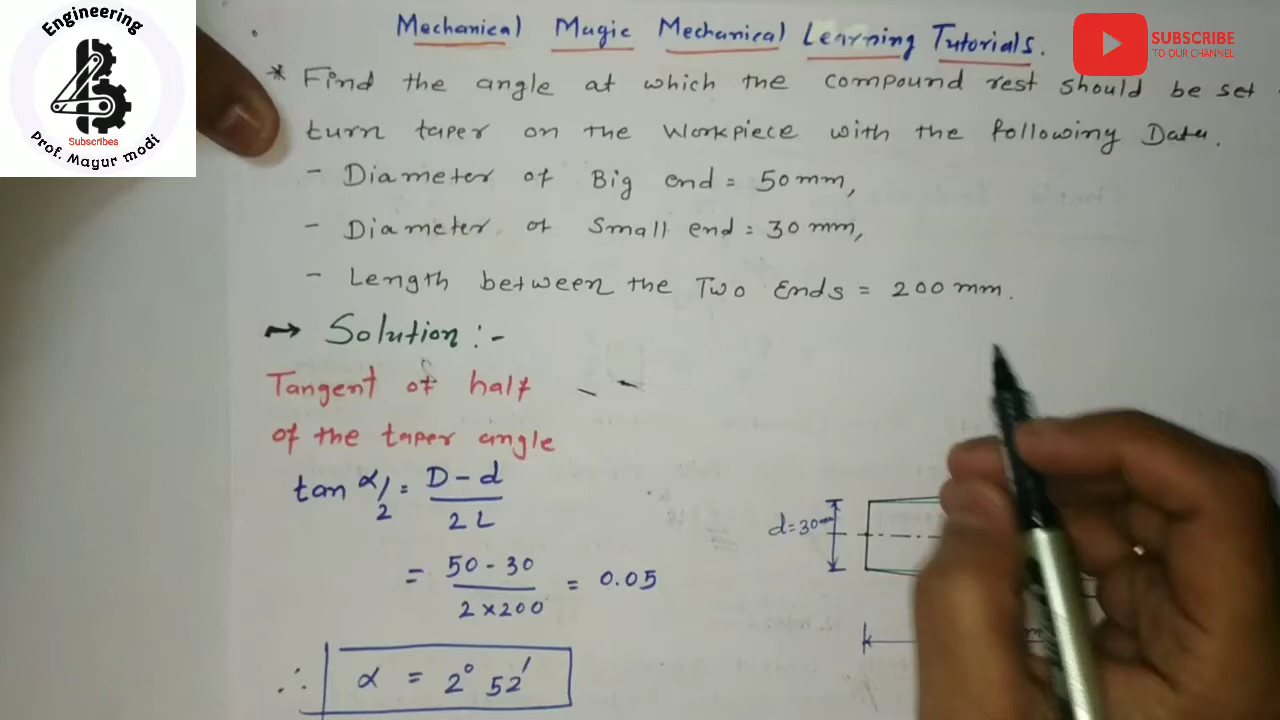 Engineering
Subscribes
Prof. Mayur modi
Mechanical Magic Mechanical Learning Tutorials.
SUBSCRIBE
TO OUR CHANNEL
* Find the angle at which the compound rest should be set
turn taper on the Workpiece with the following Data.
- Diameter of Big end = 50 mm,
- Diameter of Small end = 30 mm,
- Length between the Two Ends = 200 mm.
→ Solution :-
Tangent of half
of the taper angle
tan α/2 = D - d / 2 L
= 50 - 30 / 2 × 200 = 0.05
d = 30
∴ α = 2° 52'